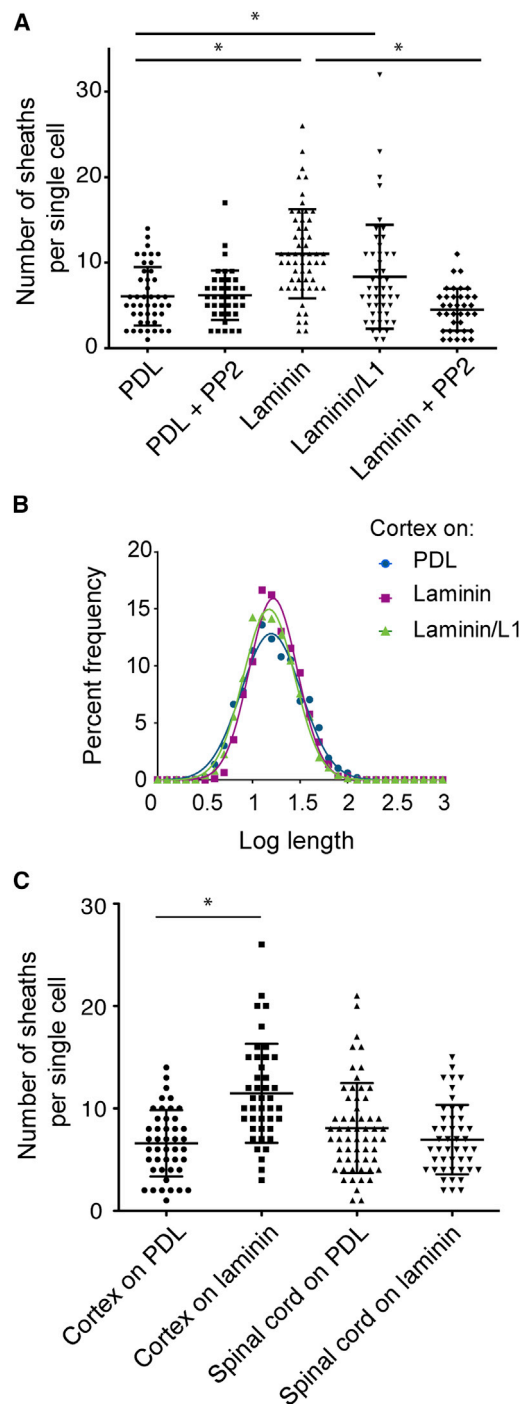 A
*
*
*
Number of sheaths
per single cell
30
20
10
0
PDL
PDL + PP2
Laminin
Laminin/L1
Laminin + PP2
B
Cortex on:
PDL
Laminin
Laminin/L1
Percent frequency
20
15
10
5
0
0 0.5 1 1.5 2 2.5 3
Log length
C
*
Number of sheaths
per single cell
30
20
10
0
Cortex on PDL
Cortex on laminin
Spinal cord on PDL
Spinal cord on laminin